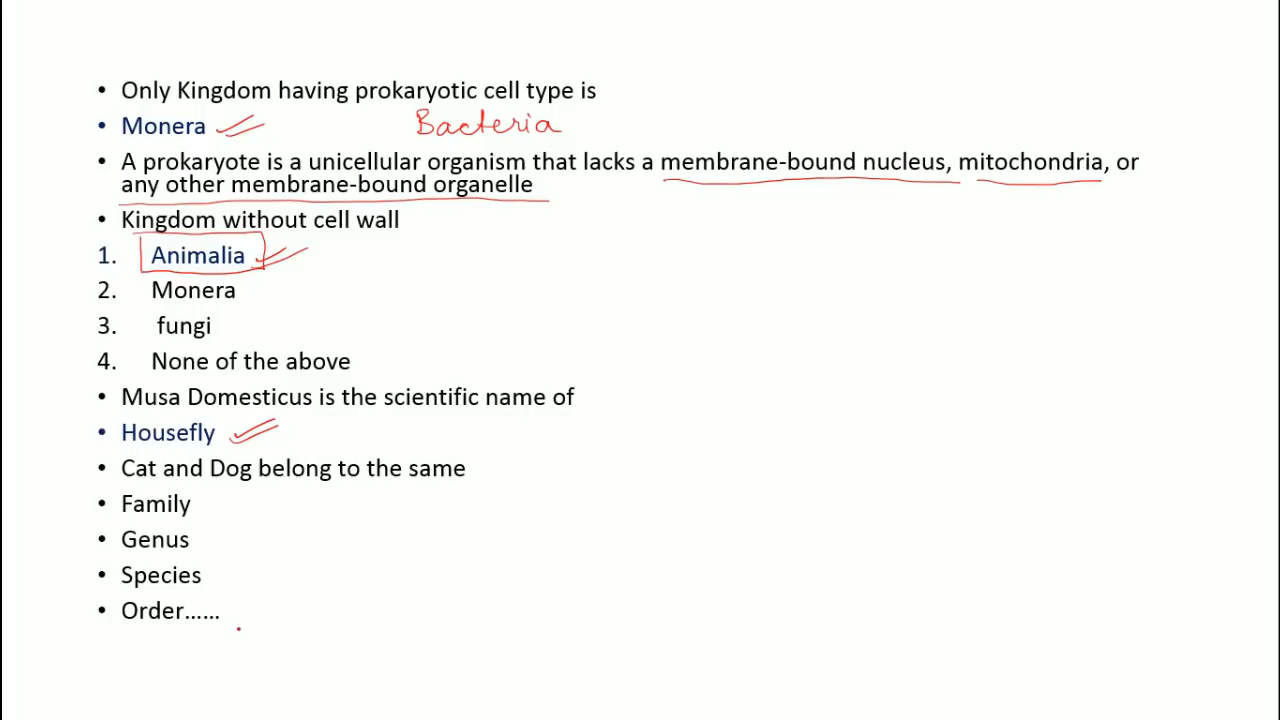 • Only Kingdom having prokaryotic cell type is
• Monera Bacteria
• A prokaryote is a unicellular organism that lacks a membrane-bound nucleus, mitochondria, or
any other membrane-bound organelle
• Kingdom without cell wall
1. Animalia
2. Monera
3. fungi
4. None of the above
• Musa Domesticus is the scientific name of
• Housefly
• Cat and Dog belong to the same
• Family
• Genus
• Species
• Order......